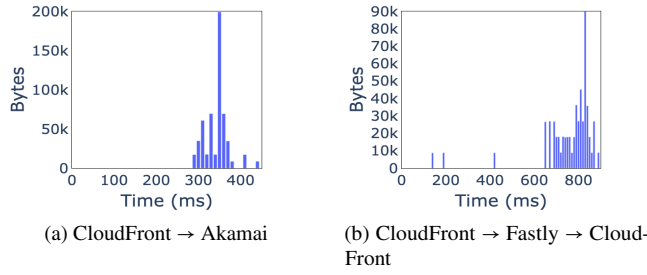 200k
150k
100k
50k
0
Bytes
0 100 200 300 400
Time (ms)
(a) CloudFront → Akamai
90k
80k
70k
60k
50k
40k
30k
20k
10k
0
Bytes
0 200 400 600 800
Time (ms)
(b) CloudFront → Fastly → Cloud-
Front